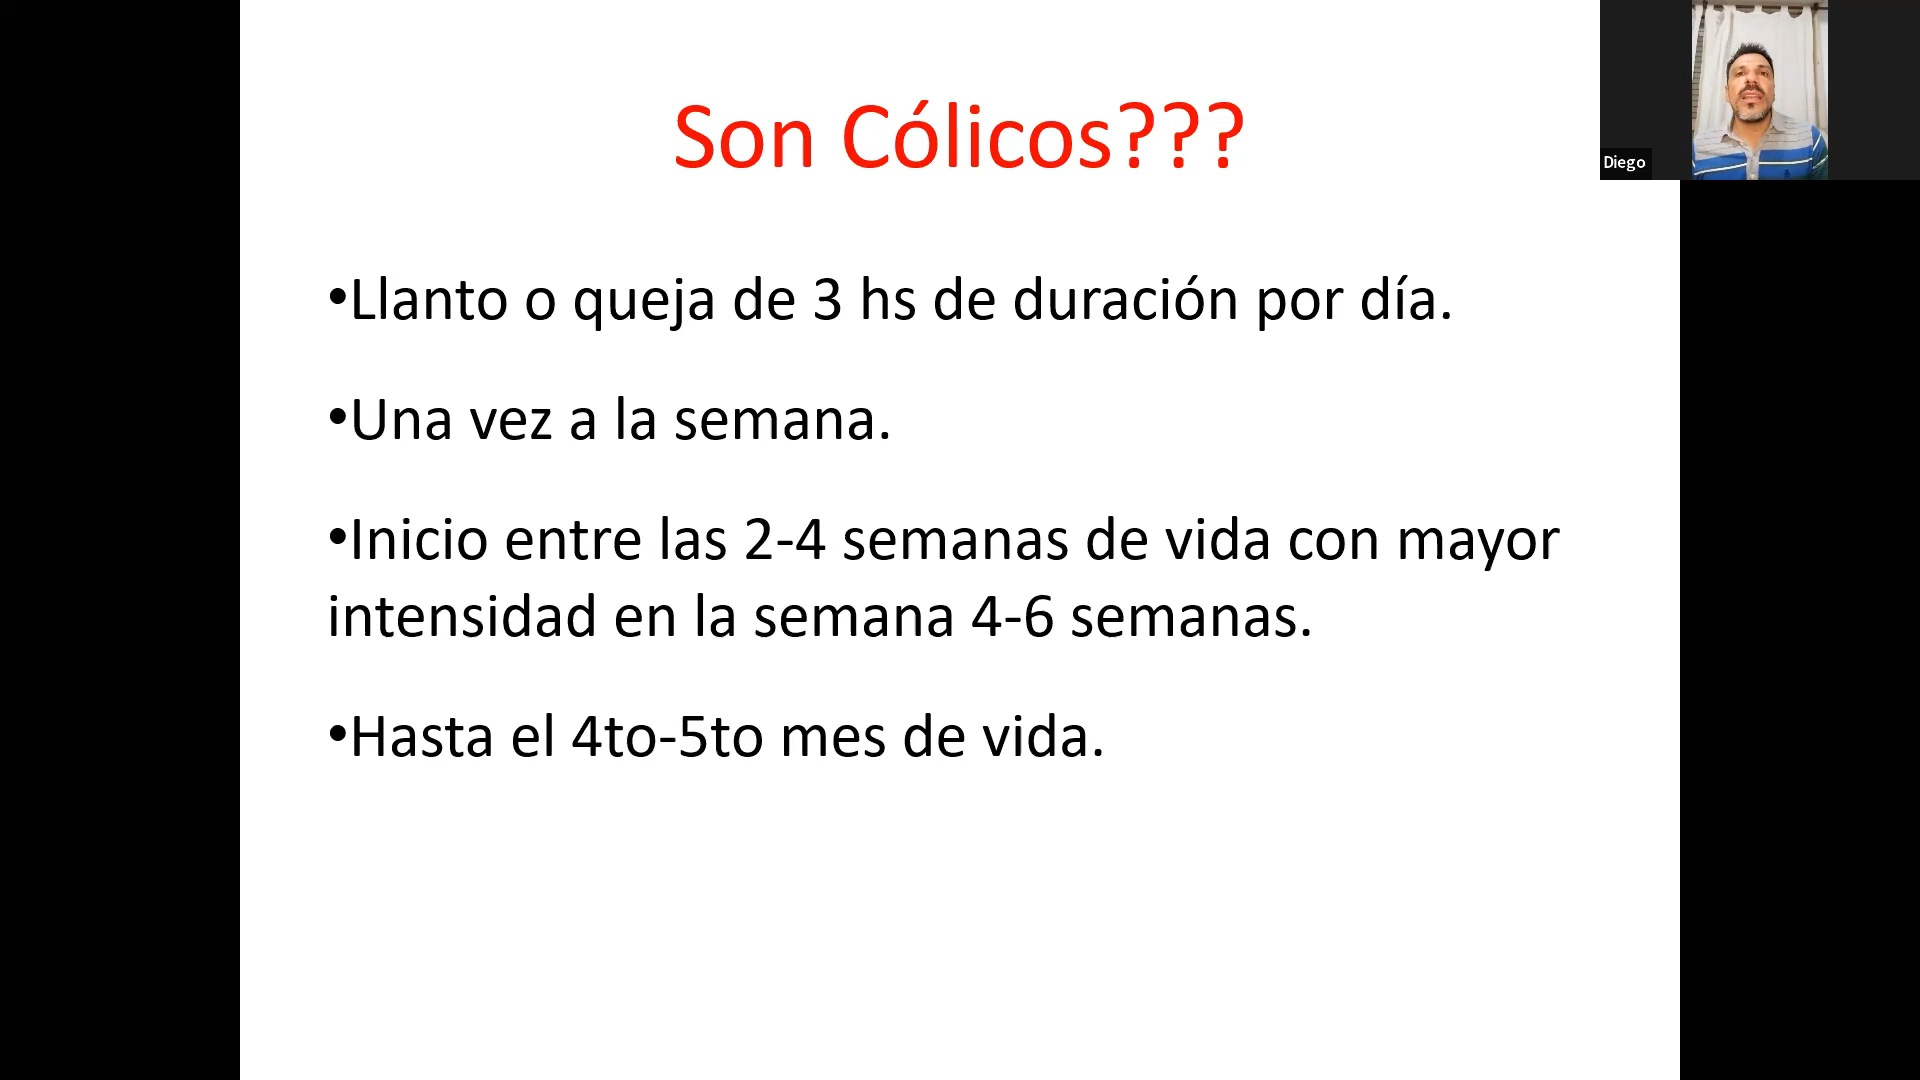 Son Cólicos???
Diego
•Llanto o queja de 3 hs de duración por día.
•Una vez a la semana.
•Inicio entre las 2-4 semanas de vida con mayor
intensidad en la semana 4-6 semanas.
•Hasta el 4to-5to mes de vida.